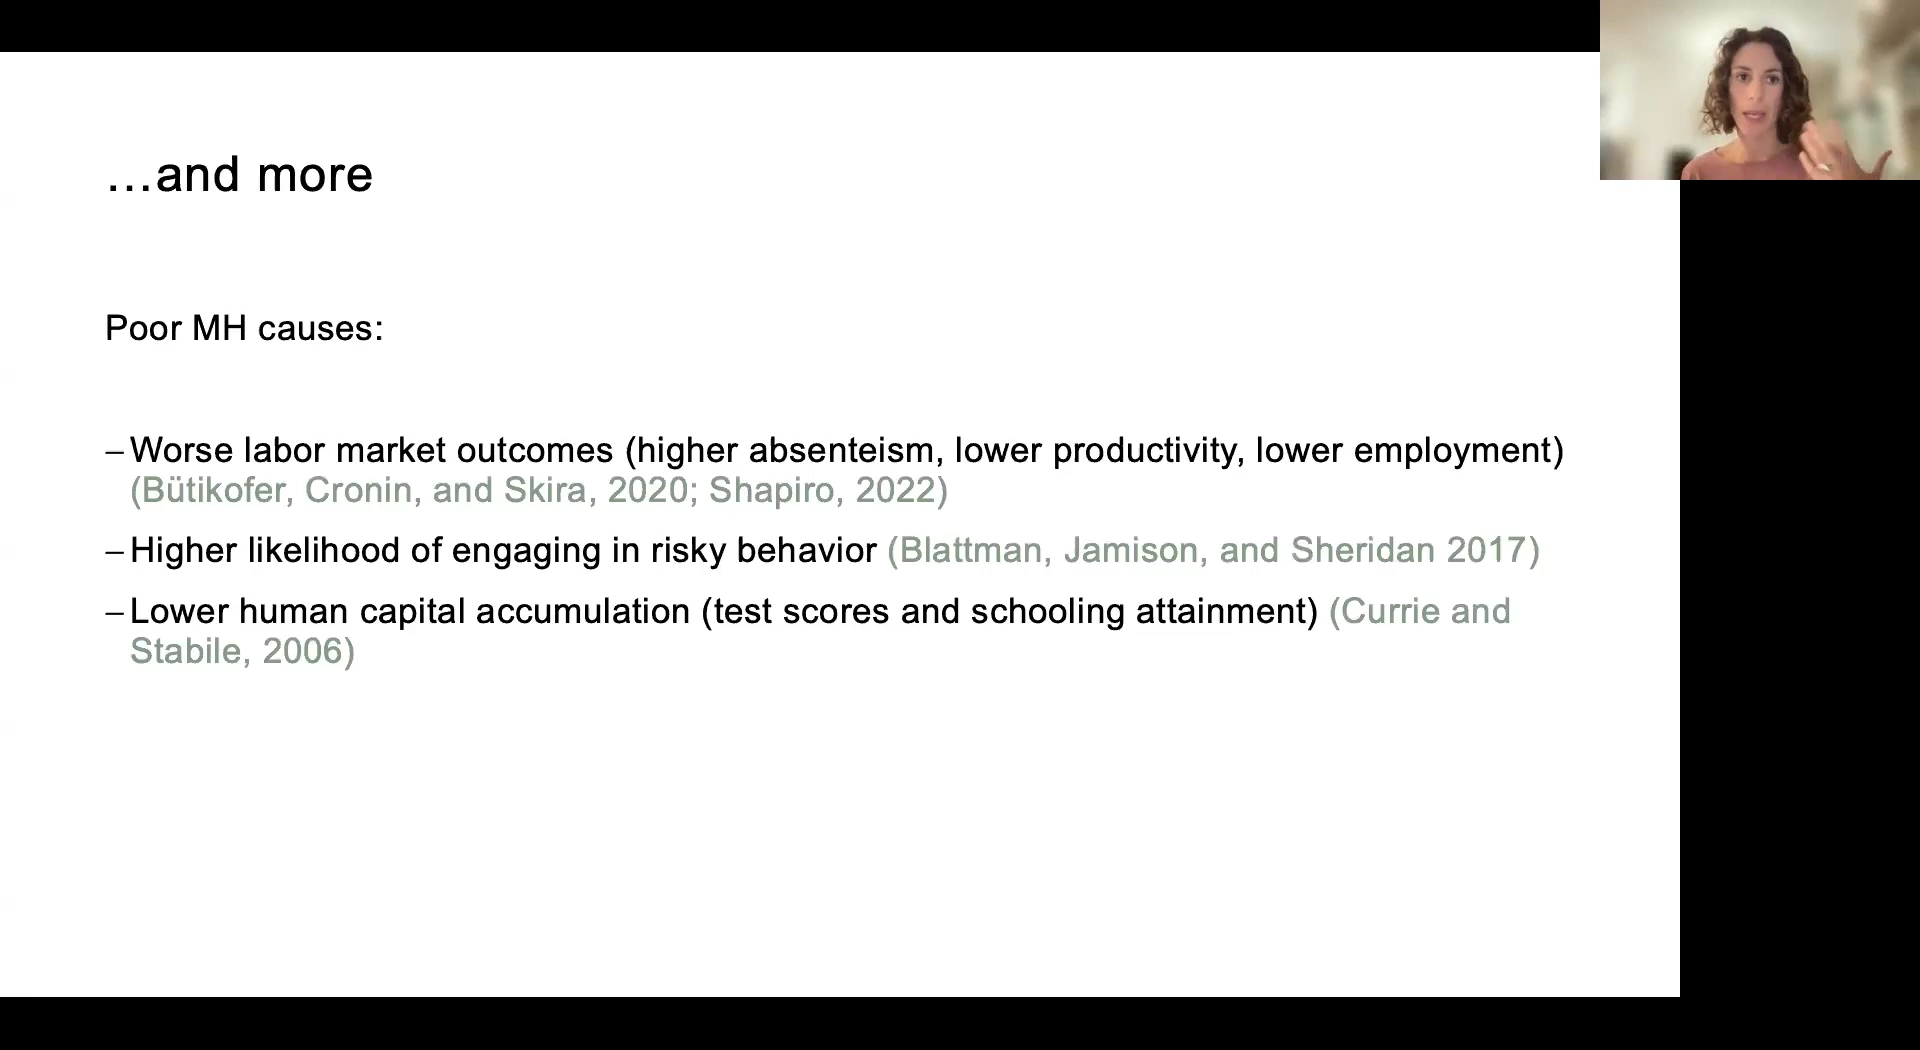 …and more
Poor MH causes:
–Worse labor market outcomes (higher absenteism, lower productivity, lower employment)
(Bütikofer, Cronin, and Skira, 2020; Shapiro, 2022)
–Higher likelihood of engaging in risky behavior (Blattman, Jamison, and Sheridan 2017)
–Lower human capital accumulation (test scores and schooling attainment) (Currie and
Stabile, 2006)